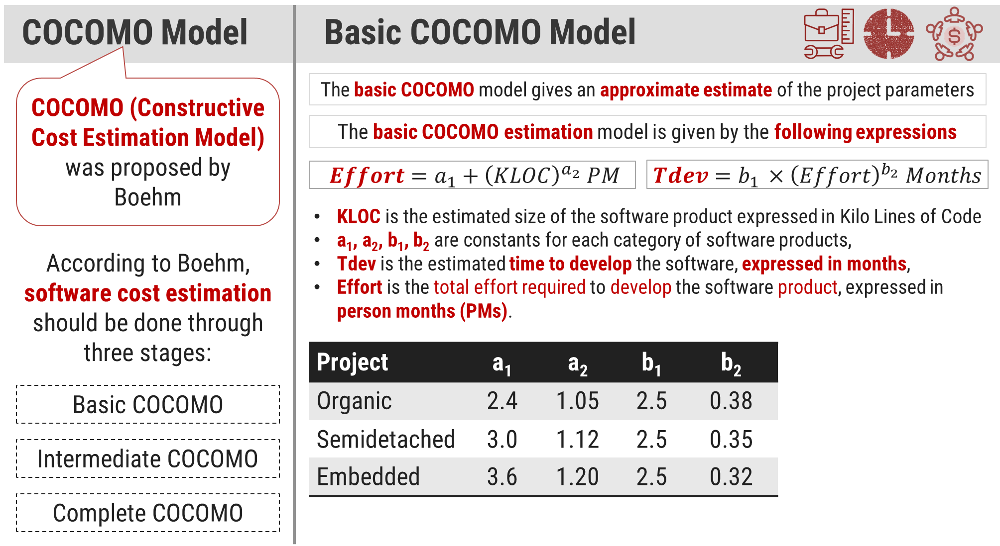 COCOMO Model
COCOMO (Constructive
Cost Estimation Model)
was proposed by
Boehm
According to Boehm,
software cost estimation
should be done through
three stages:
Basic COCOMO
Intermediate COCOMO
Complete COCOMO
Basic COCOMO Model
$
The basic COCOMO model gives an approximate estimate of the project parameters
The basic COCOMO estimation model is given by the following expressions
Effort = a₁ + (KLOC)^a₂ PM
Tdev = b₁ × (Effort)^b₂ Months
• KLOC is the estimated size of the software product expressed in Kilo Lines of Code
• a₁, a₂, b₁, b₂ are constants for each category of software products,
• Tdev is the estimated time to develop the software, expressed in months,
• Effort is the total effort required to develop the software product, expressed in
person months (PMs).
Project a₁ a₂ b₁ b₂
Organic 2.4 1.05 2.5 0.38
Semidetached 3.0 1.12 2.5 0.35
Embedded 3.6 1.20 2.5 0.32